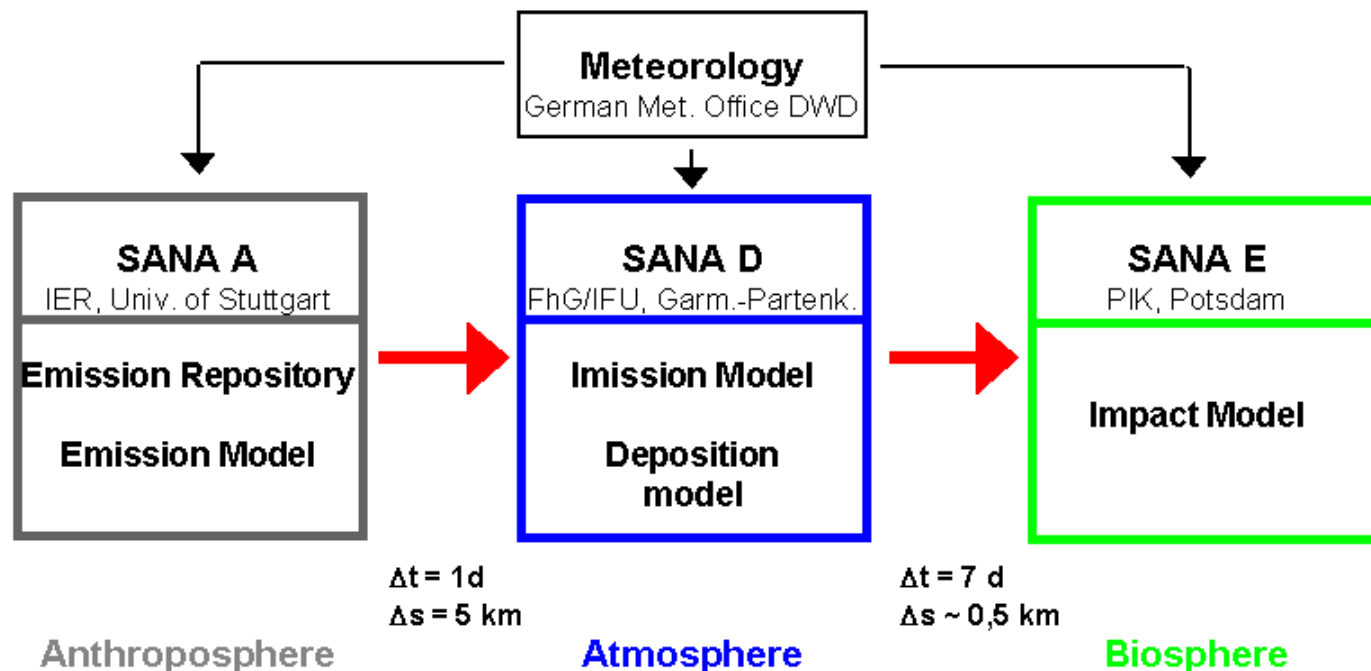 Meteorology
German Met. Office DWD
SANA A
IER, Univ. of Stuttgart
Emission Repository
Emission Model
SANA D
FhG/IFU, Garm.-Partenk.
Imission Model
Deposition
model
SANA E
PIK, Potsdam
Impact Model
Δt = 1d
Δs = 5 km
Δt = 7 d
Δs ~ 0,5 km
Anthroposphere
Atmosphere
Biosphere